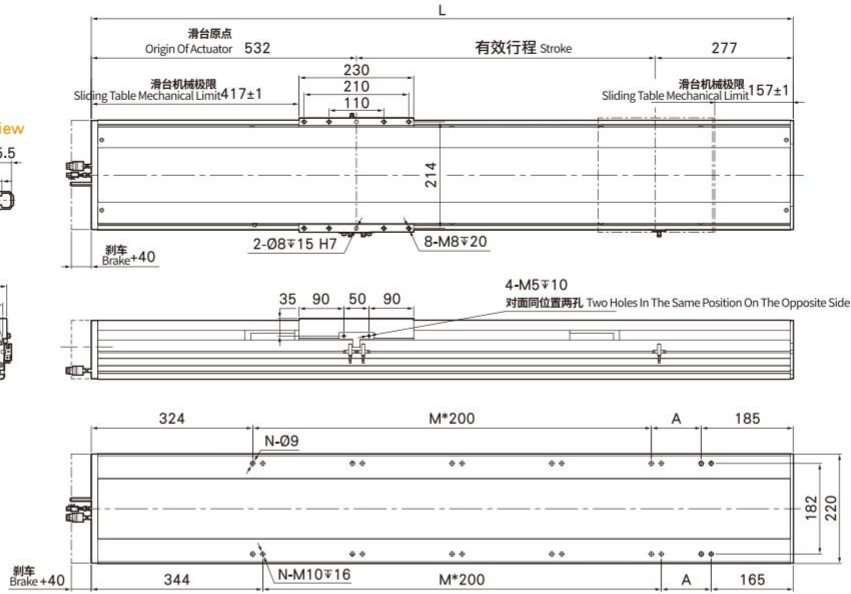 L
滑台原点
Origin Of Actuator 532
有效行程 Stroke
277
230
滑台机械极限
Sliding Table Mechanical Limit 417±1
210
110
滑台机械极限
Sliding Table Mechanical Limit 157±1
iew
5.5
214
2-Ø8↧15 H7
8-M8↧20
刹车
Brake+40
4-M5↧10
对面同位置两孔 Two Holes In The Same Position On The Opposite Side
35 90 50 90
324
M*200
A
185
N-Ø9
182
220
N-M10↧16
刹车
Brake+40
344
M*200
A
165